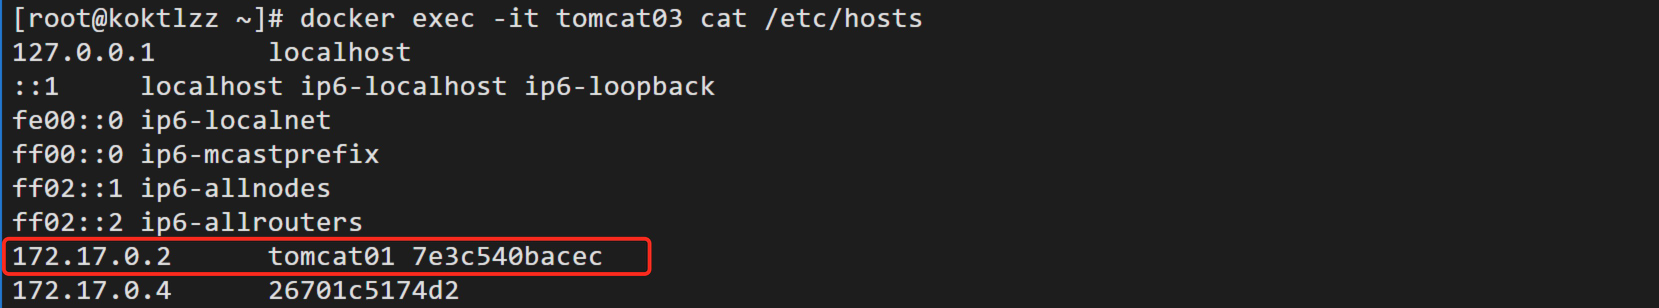 [root@koktlzz ~]# docker exec -it tomcat03 cat /etc/hosts
127.0.0.1       localhost
::1     localhost ip6-localhost ip6-loopback
fe00::0 ip6-localnet
ff00::0 ip6-mcastprefix
ff02::1 ip6-allnodes
ff02::2 ip6-allrouters
172.17.0.2      tomcat01 7e3c540bacec
172.17.0.4      26701c5174d2